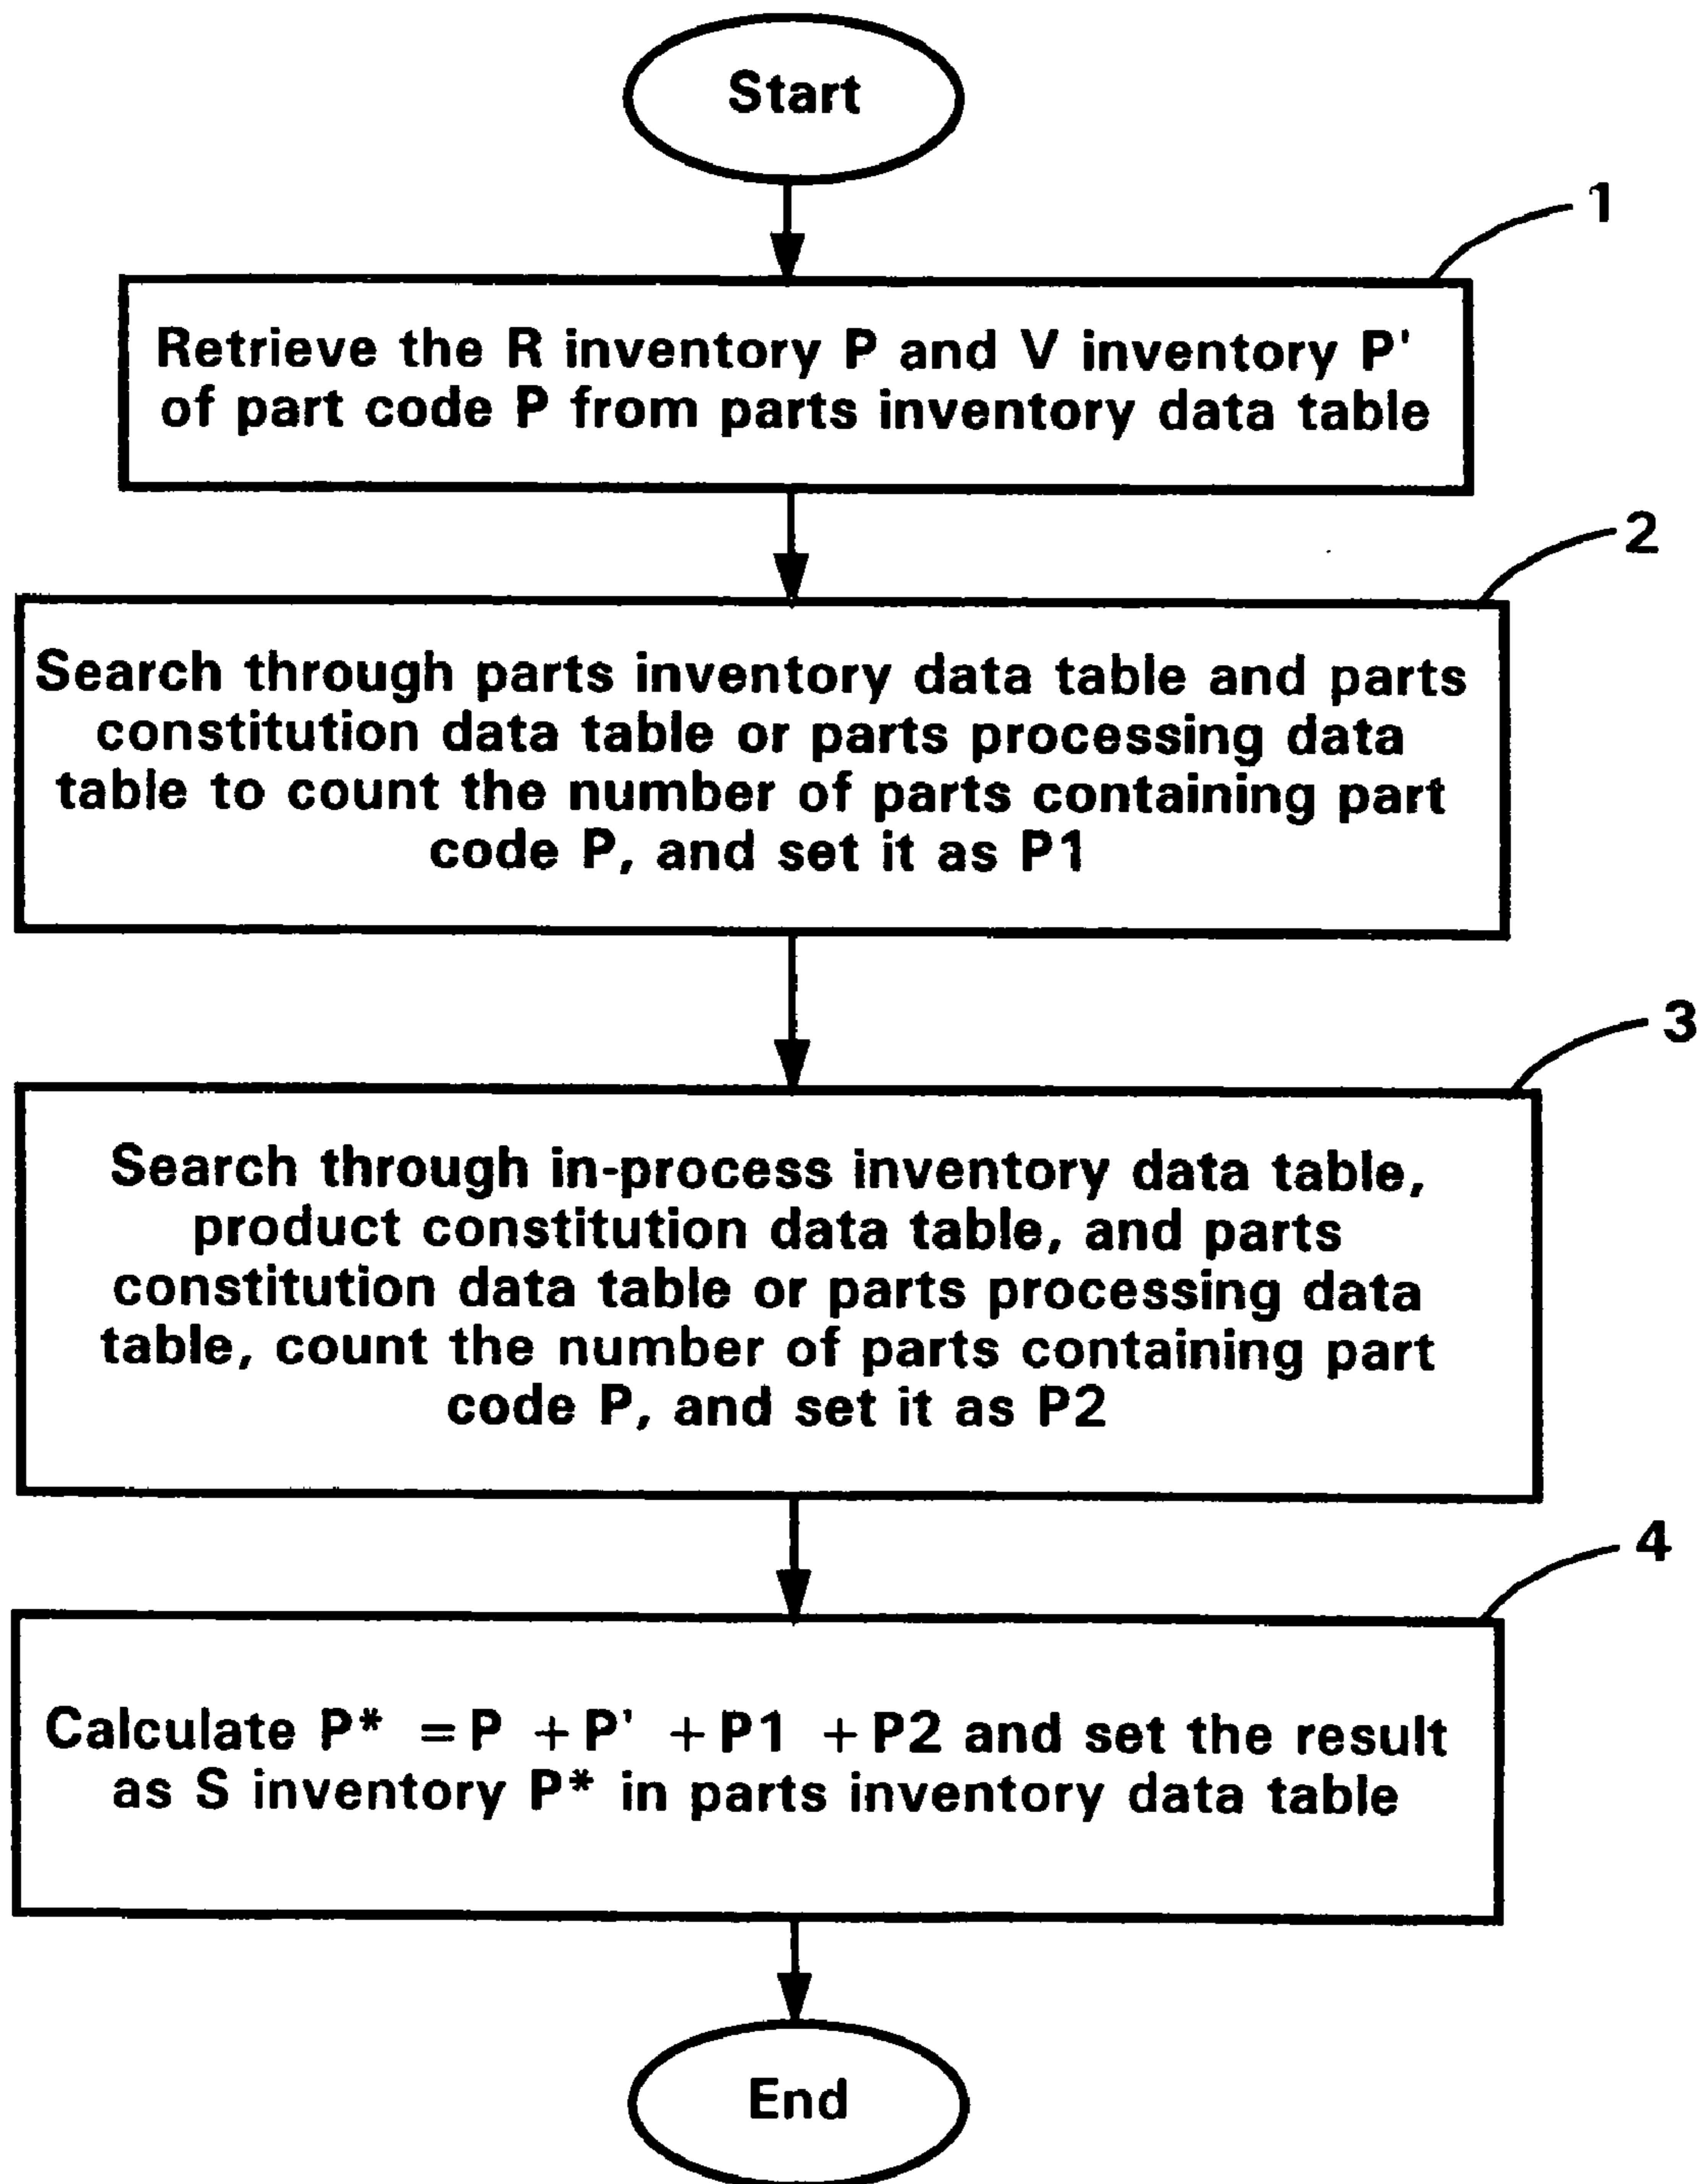 Start
1
Retrieve the R inventory P and V inventory P'
of part code P from parts inventory data table
2
Search through parts inventory data table and parts
constitution data table or parts processing data
table to count the number of parts containing part
code P, and set it as P1
3
Search through in-process inventory data table,
product constitution data table, and parts
constitution data table or parts processing data
table, count the number of parts containing part
code P, and set it as P2
4
Calculate P* = P + P' + P1 + P2 and set the result
as S inventory P* in parts inventory data table
End